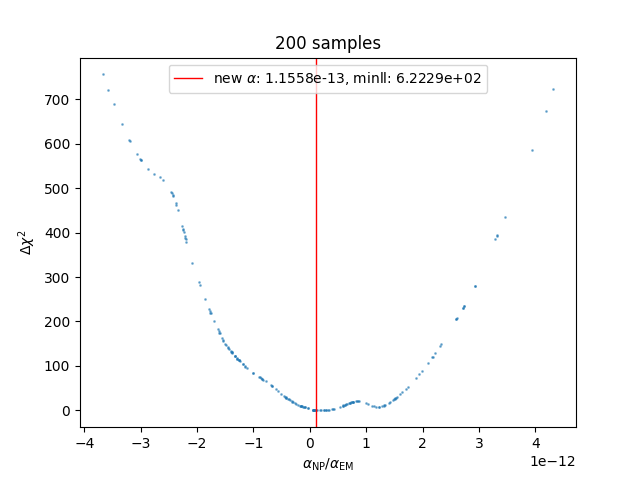 200 samples
new α: 1.1558e-13, minll: 6.2229e+02
700
600
500
400
300
200
100
0
Δχ²
−4 −3 −2 −1 0 1 2 3 4
1e−12
α_NP/α_EM